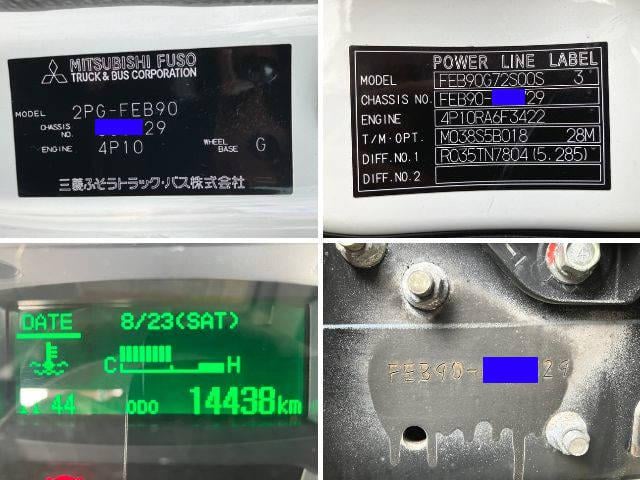 MITSUBISHI FUSO
TRUCK & BUS CORPORATION
MODEL 2PG-FEB90
CHASSIS NO. 29
ENGINE 4P10 WHEEL BASE G
三菱ふそうトラック・バス株式会社
POWER LINE LABEL
MODEL FEB90G72S00S 3
CHASSIS NO. FEB90- 29
ENGINE 4P10RA6F3422
T/M・OPT. M038S5B018 28M
DIFF.NO.1 R035TN7804(5.285)
DIFF.NO.2
DATE 8/23(SAT)
C H
44 ODO 14438km
FEB90- 29